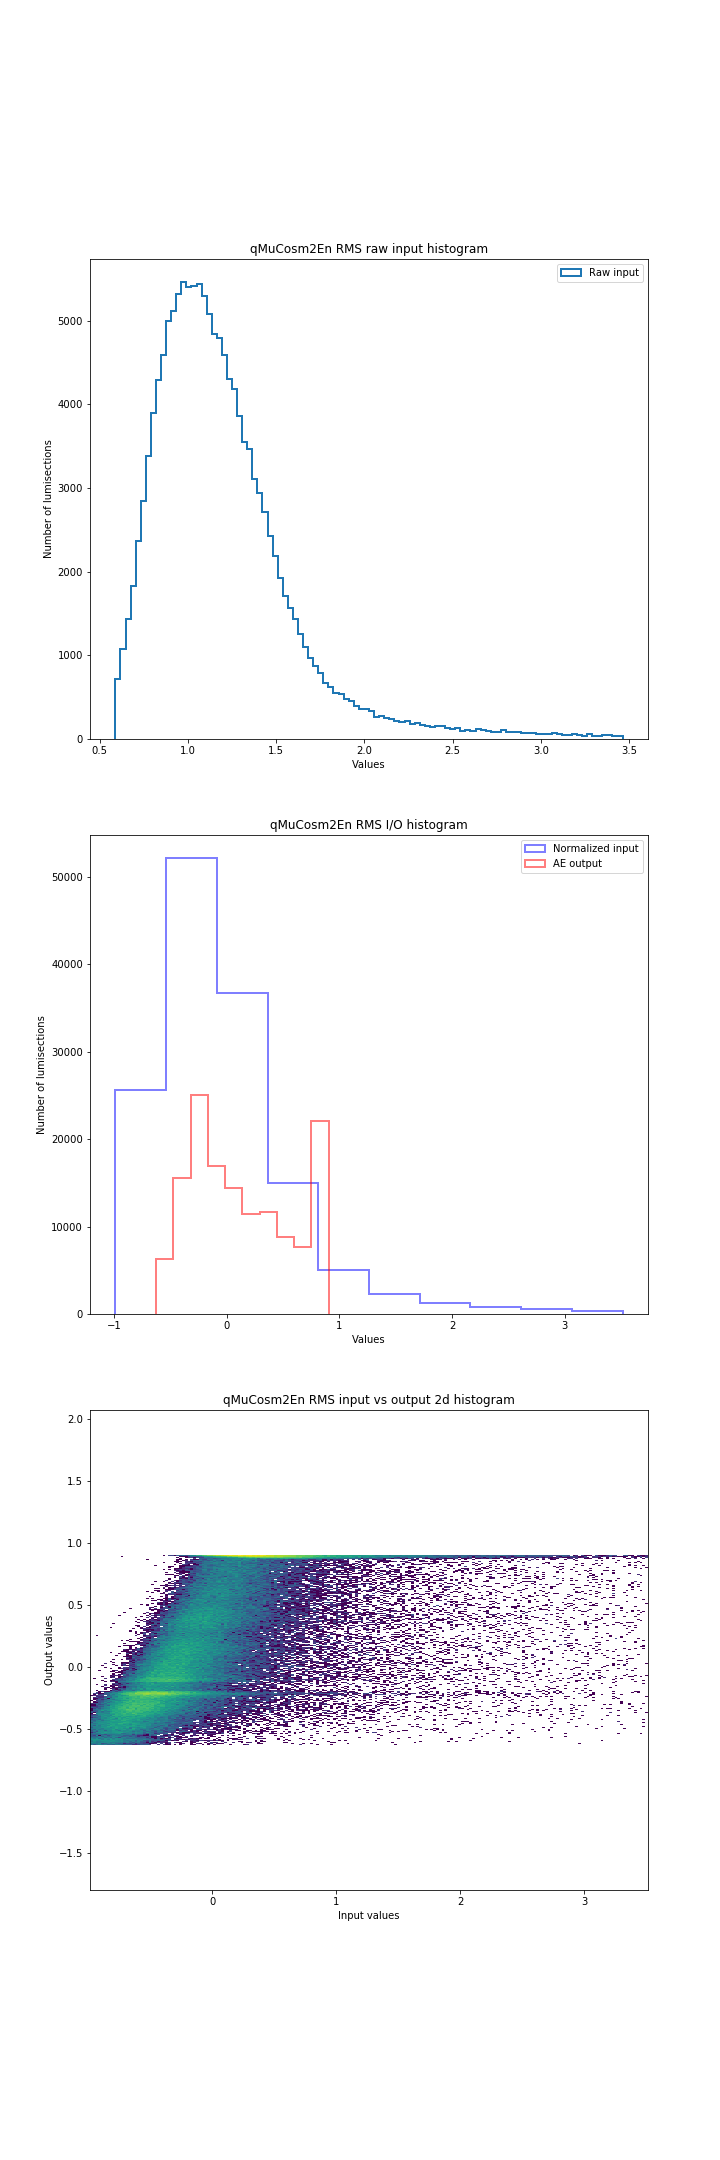 qMuCosm2En RMS raw input histogram
Raw input
5000
4000
3000
2000
1000
0
Number of lumisections
0.5 1.0 1.5 2.0 2.5 3.0 3.5
Values
qMuCosm2En RMS I/O histogram
Normalized input
AE output
50000
40000
30000
20000
10000
0
Number of lumisections
−1 0 1 2 3
Values
qMuCosm2En RMS input vs output 2d histogram
2.0
1.5
1.0
0.5
0.0
−0.5
−1.0
−1.5
Output values
0 1 2 3
Input values